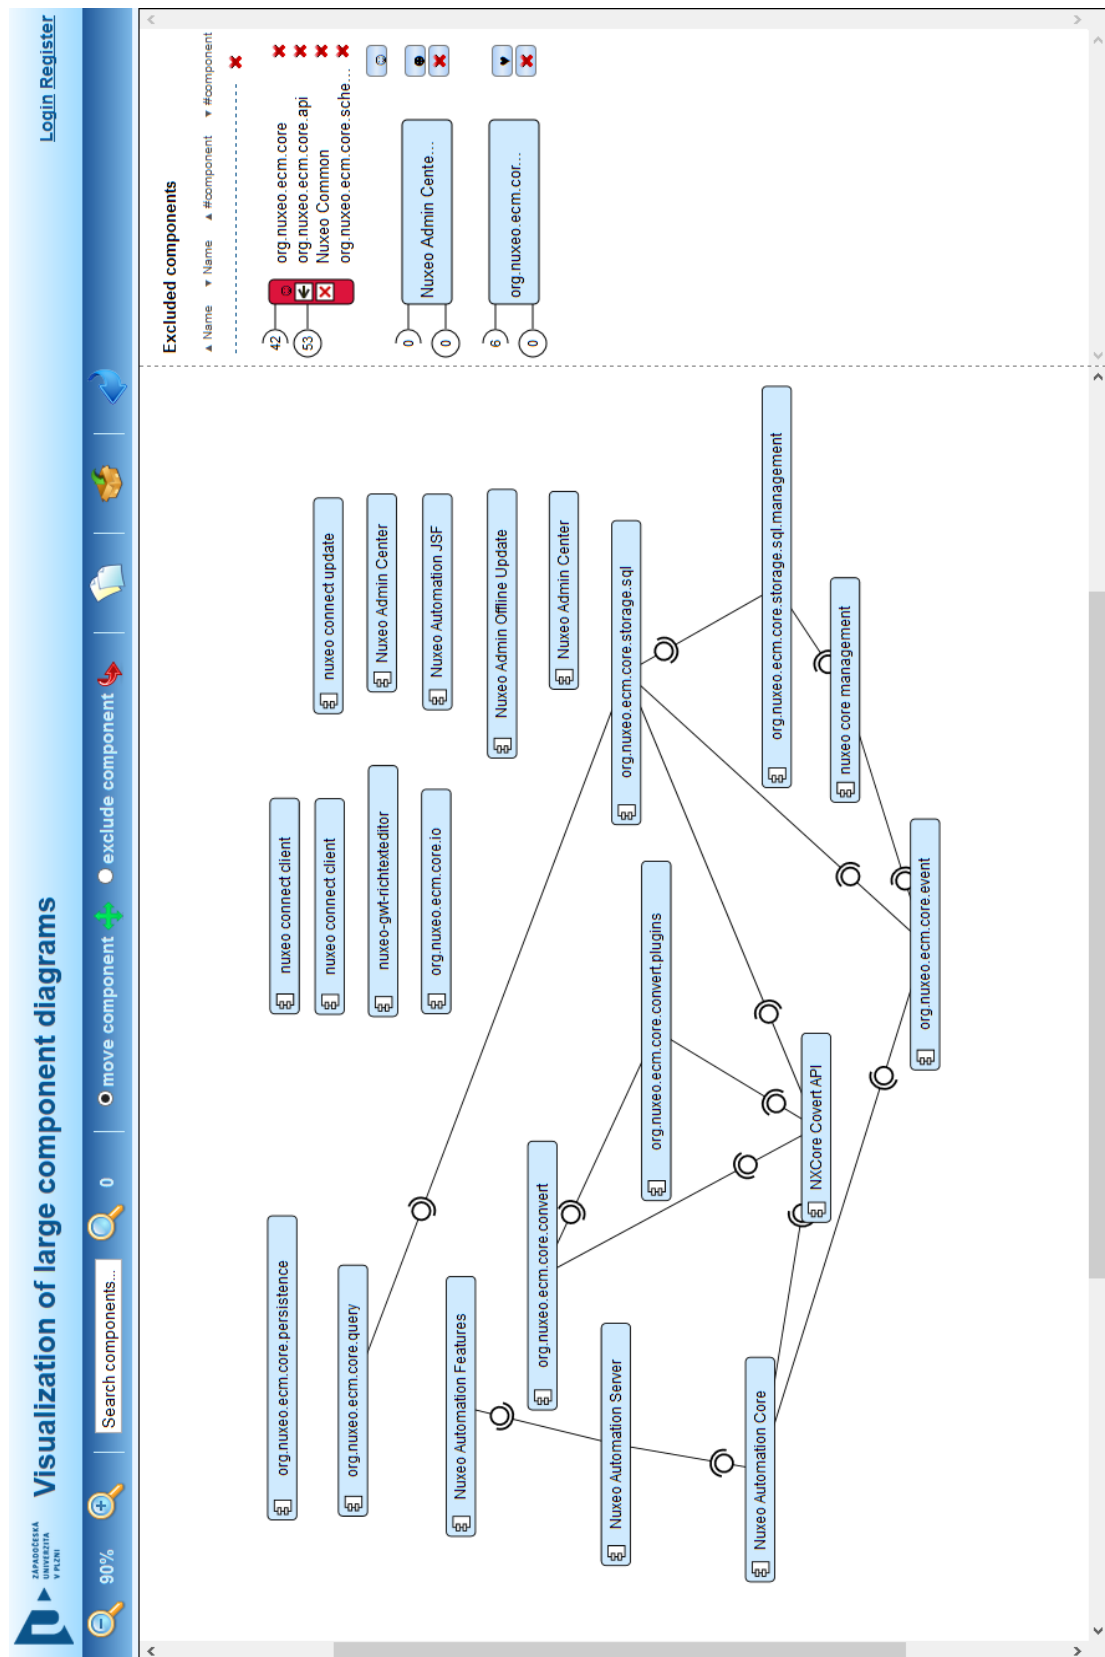 ZÁPADOČESKÁ
UNIVERZITA
V PLZNI
Visualization of large component diagrams
Login Register
90%
Search components...
0
move component
exclude component
org.nuxeo.ecm.core.persistence
org.nuxeo.ecm.core.query
Nuxeo Automation Features
org.nuxeo.ecm.core.convert
Nuxeo Automation Server
Nuxeo Automation Core
nuxeo connect client
nuxeo connect client
nuxeo-gwt-richtexteditor
org.nuxeo.ecm.core.io
org.nuxeo.ecm.core.convert.plugins
NXCore Covert API
org.nuxeo.ecm.core.event
nuxeo connect update
Nuxeo Admin Center
Nuxeo Automation JSF
Nuxeo Admin Offline Update
Nuxeo Admin Center
org.nuxeo.ecm.core.storage.sql
org.nuxeo.ecm.core.storage.sql.management
nuxeo core management
Excluded components
▲ Name ▼ Name ▲ #component ▼ #component
42
53
org.nuxeo.ecm.core
org.nuxeo.ecm.core.api
Nuxeo Common
org.nuxeo.ecm.core.sche...
0
0
Nuxeo Admin Cente...
6
0
org.nuxeo.ecm.cor...